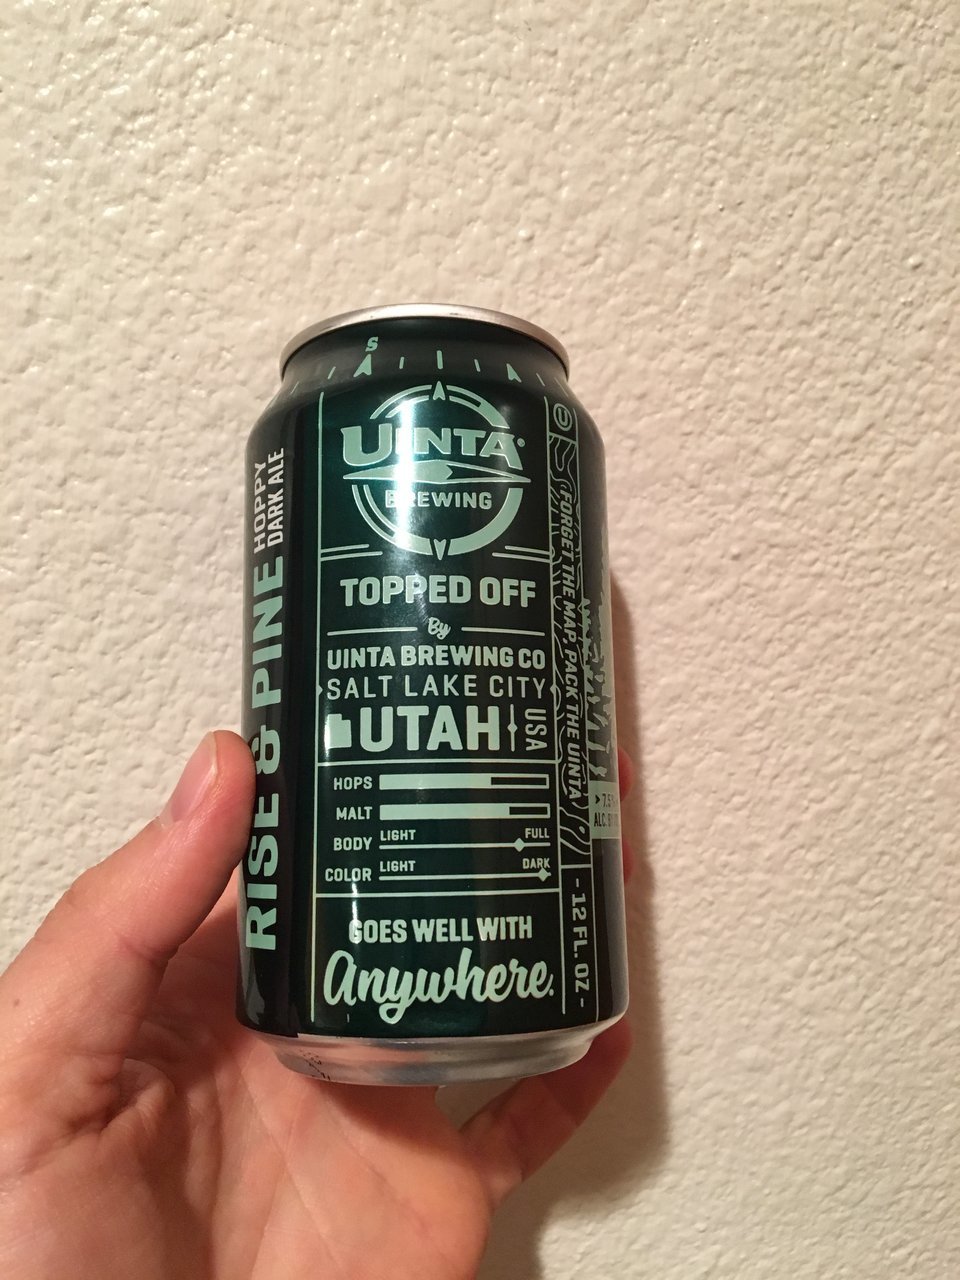 S
UINTA
BREWING
TOPPED OFF
By
UINTA BREWING CO
SALT LAKE CITY
UTAH USA
HOPS
MALT
BODY LIGHT FULL
COLOR LIGHT DARK
GOES WELL WITH
Anywhere.
RISE & PINE
HOPPY
DARK ALE
U
FORGET THE MAP, PACK THE UINTA
-12 FL. OZ-
ALC. BY